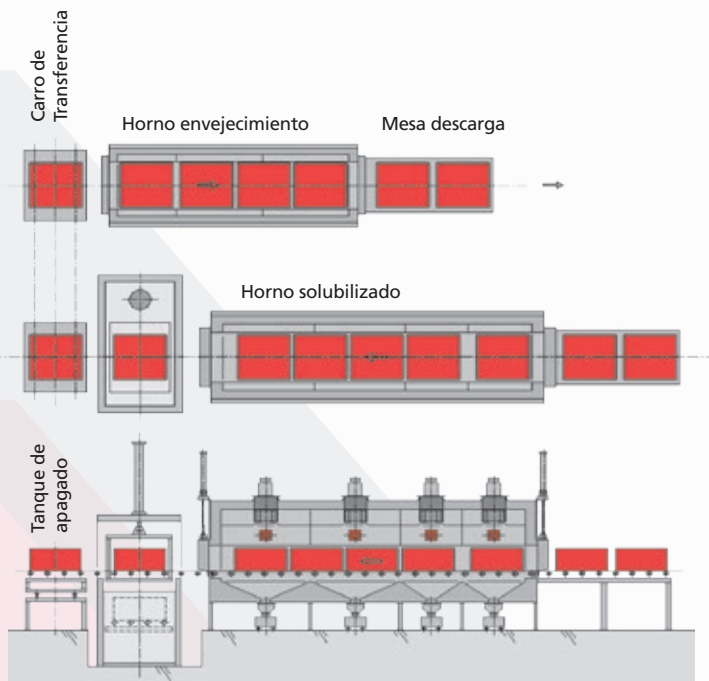 Carro de
Transferencia
Horno envejecimiento
Mesa descarga
Horno solubilizado
Tanque de
apagado